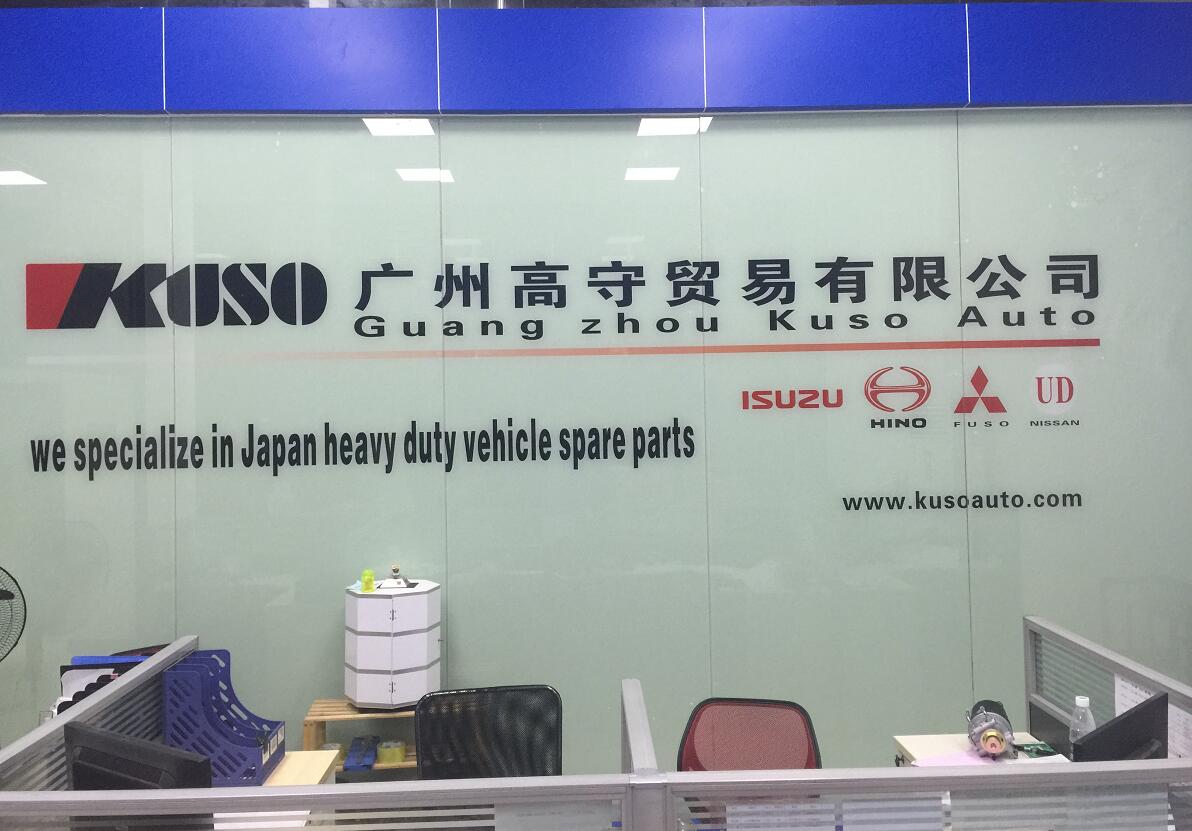 KUSO 广州高守贸易有限公司
Guang zhou Kuso Auto
ISUZU HINO FUSO UD NISSAN
we specialize in Japan heavy duty vehicle spare parts
www.kusoauto.com